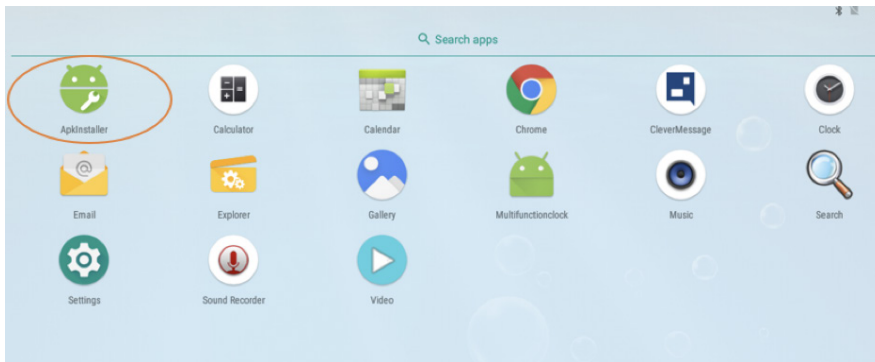 Search apps
ApkInstaller Calculator Calendar Chrome CleverMessage Clock
Email Explorer Gallery Multifunctionclock Music Search
Settings Sound Recorder Video